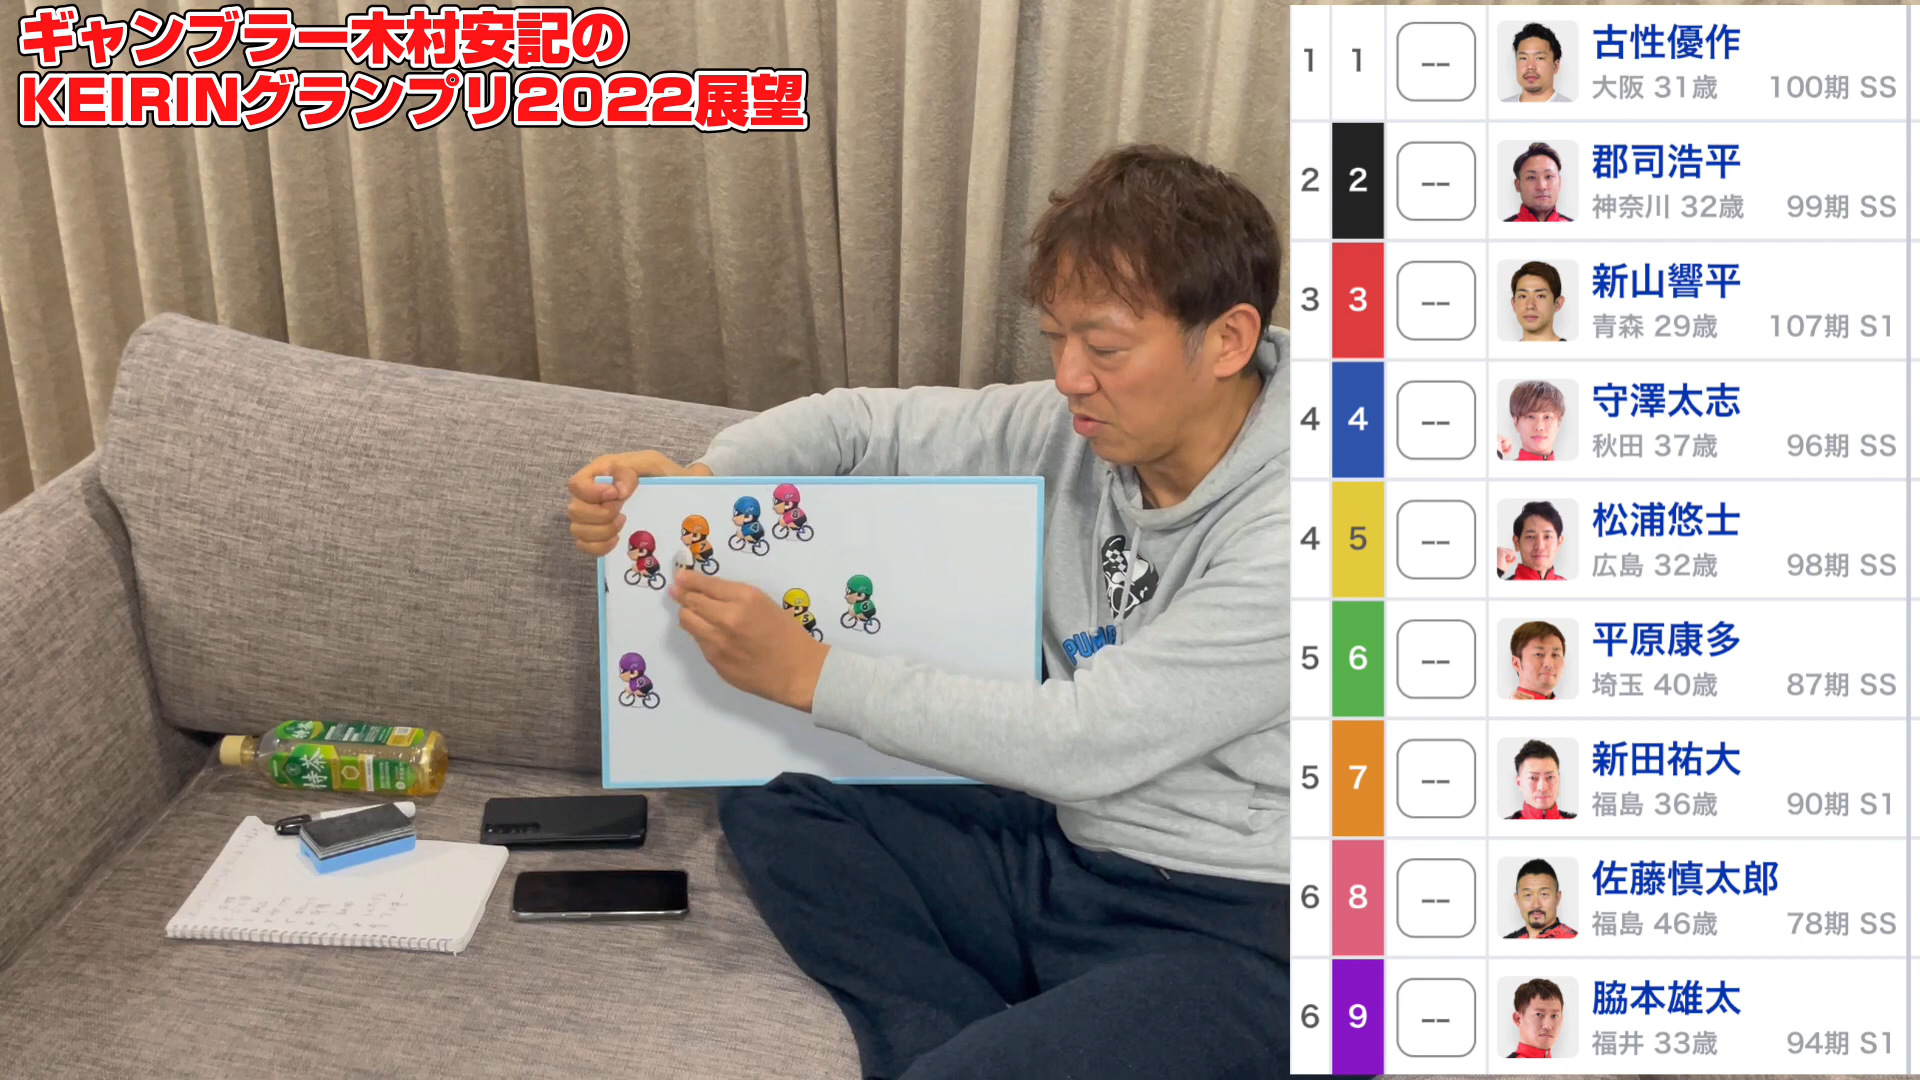 ギャンブラー木村安記の
KEIRINグランプリ2022展望
1 1 -- 古性優作
大阪 31歳 100期 SS
2 2 -- 郡司浩平
神奈川 32歳 99期 SS
3 3 -- 新山響平
青森 29歳 107期 S1
4 4 -- 守澤太志
秋田 37歳 96期 SS
4 5 -- 松浦悠士
広島 32歳 98期 SS
5 6 -- 平原康多
埼玉 40歳 87期 SS
5 7 -- 新田祐大
福島 36歳 90期 S1
6 8 -- 佐藤慎太郎
福島 46歳 78期 SS
6 9 -- 脇本雄太
福井 33歳 94期 S1
特茶